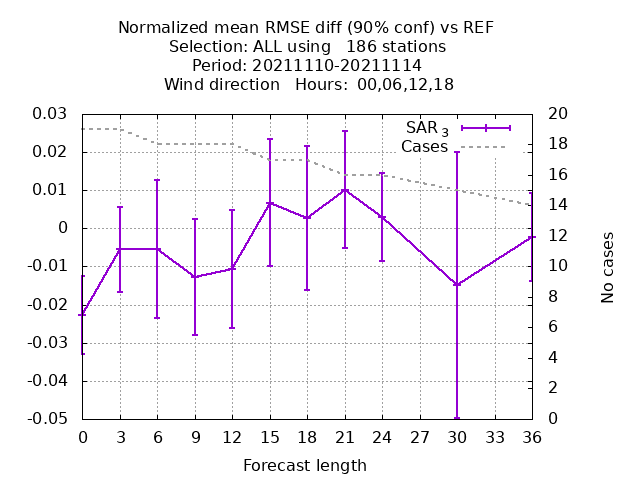 Normalized mean RMSE diff (90% conf) vs REF
Selection: ALL using   186 stations
Period: 20211110-20211114
Wind direction   Hours:  00,06,12,18
SAR 3
Cases
0.03
0.02
0.01
0
-0.01
-0.02
-0.03
-0.04
-0.05
20
18
16
14
12
10
8
6
4
2
0
No cases
0 3 6 9 12 15 18 21 24 27 30 33 36
Forecast length